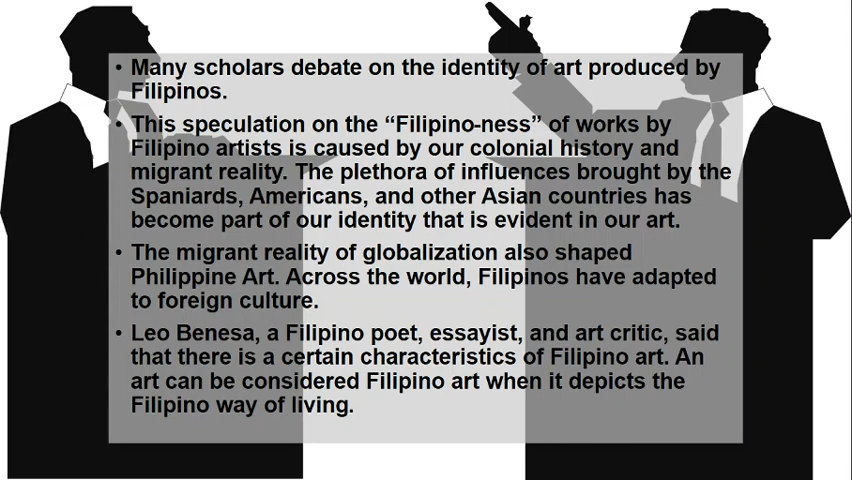 • Many scholars debate on the identity of art produced by
Filipinos.
• This speculation on the “Filipino-ness” of works by
Filipino artists is caused by our colonial history and
migrant reality. The plethora of influences brought by the
Spaniards, Americans, and other Asian countries has
become part of our identity that is evident in our art.
• The migrant reality of globalization also shaped
Philippine Art. Across the world, Filipinos have adapted
to foreign culture.
• Leo Benesa, a Filipino poet, essayist, and art critic, said
that there is a certain characteristics of Filipino art. An
art can be considered Filipino art when it depicts the
Filipino way of living.